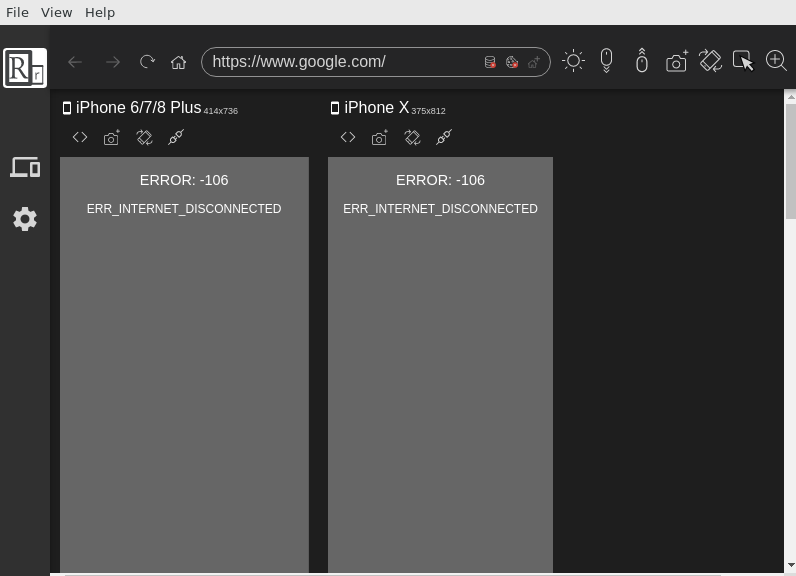 File View Help
Rr
https://www.google.com/
iPhone 6/7/8 Plus 414x736
iPhone X 375x812
ERROR: -106
ERR_INTERNET_DISCONNECTED
ERROR: -106
ERR_INTERNET_DISCONNECTED